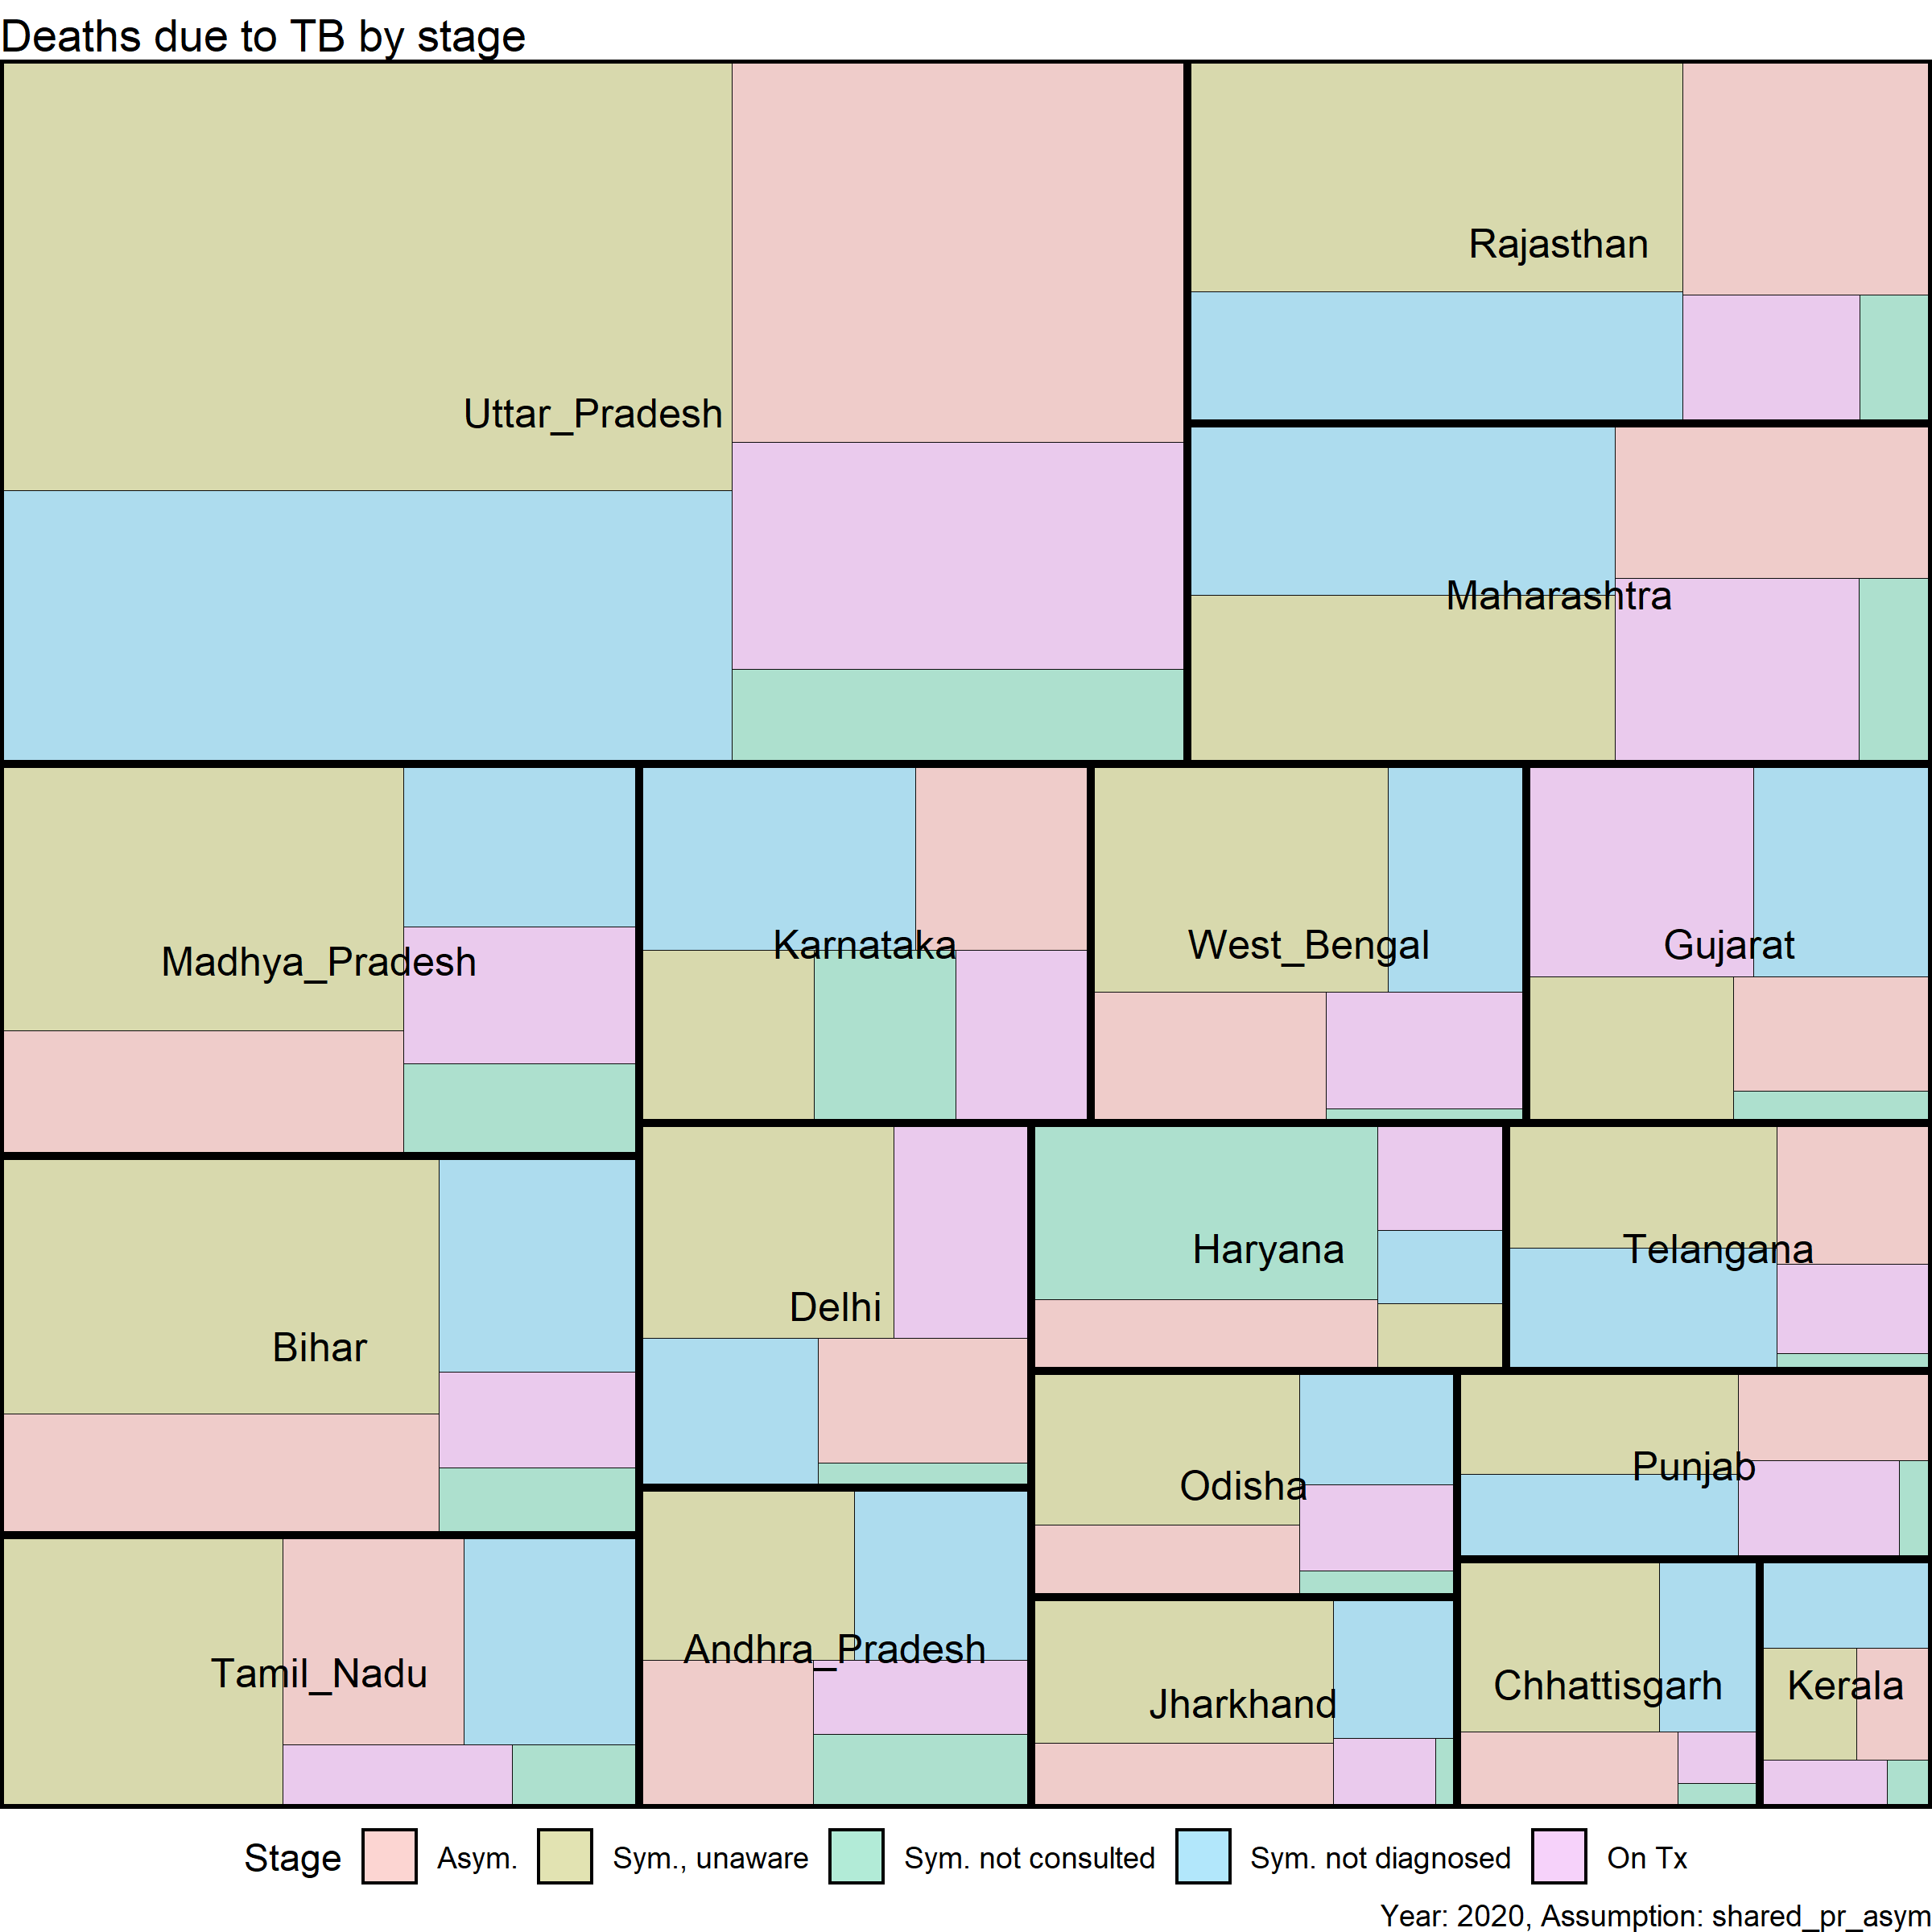 Deaths due to TB by stage
Rajasthan
Uttar_Pradesh
Maharashtra
Madhya_Pradesh
Karnataka
West_Bengal
Gujarat
Bihar
Delhi
Haryana
Telangana
Odisha
Punjab
Tamil_Nadu
Andhra_Pradesh
Jharkhand
Chhattisgarh
Kerala
Stage Asym. Sym., unaware Sym. not consulted Sym. not diagnosed On Tx
Year: 2020, Assumption: shared_pr_asym